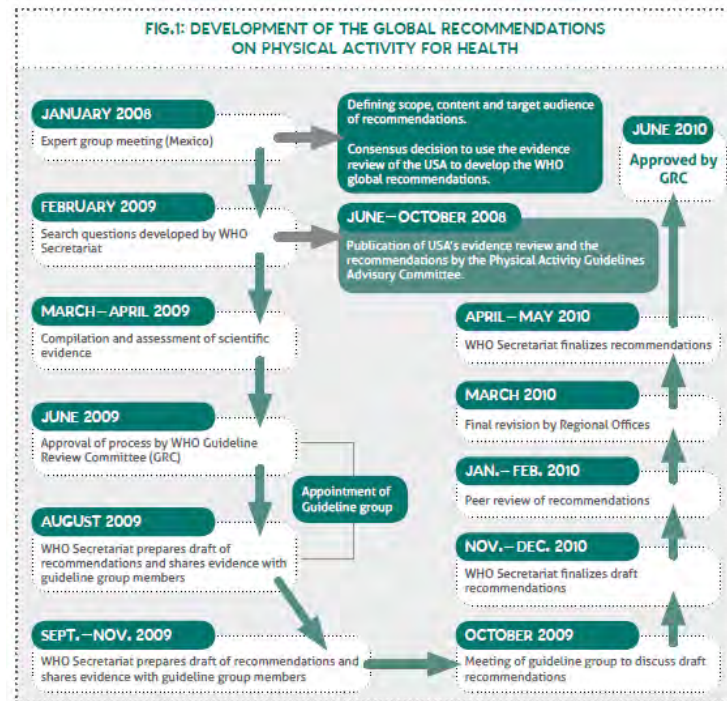 FIG.1: DEVELOPMENT OF THE GLOBAL RECOMMENDATIONS
ON PHYSICAL ACTIVITY FOR HEALTH
JANUARY 2008
Expert group meeting (Mexico)
Defining scope, content and target audience
of recommendations.
Consensus decision to use the evidence
review of the USA to develop the WHO
global recommendations.
FEBRUARY 2009
Search questions developed by WHO
Secretariat
JUNE–OCTOBER 2008
Publication of USA's evidence review and the
recommendations by the Physical Activity Guidelines
Advisory Committee.
MARCH–APRIL 2009
Compilation and assessment of scientific
evidence
JUNE 2009
Approval of process by WHO Guideline
Review Committee (GRC)
Appointment of
Guideline group
AUGUST 2009
WHO Secretariat prepares draft of
recommendations and shares evidence with
guideline group members
SEPT.–NOV. 2009
WHO Secretariat prepares draft of recommendations and
shares evidence with guideline group members
OCTOBER 2009
Meeting of guideline group to discuss draft
recommendations
NOV.–DEC. 2010
WHO Secretariat finalizes draft
recommendations
JAN.–FEB. 2010
Peer review of recommendations
MARCH 2010
Final revision by Regional Offices
APRIL–MAY 2010
WHO Secretariat finalizes recommendations
JUNE 2010
Approved by
GRC